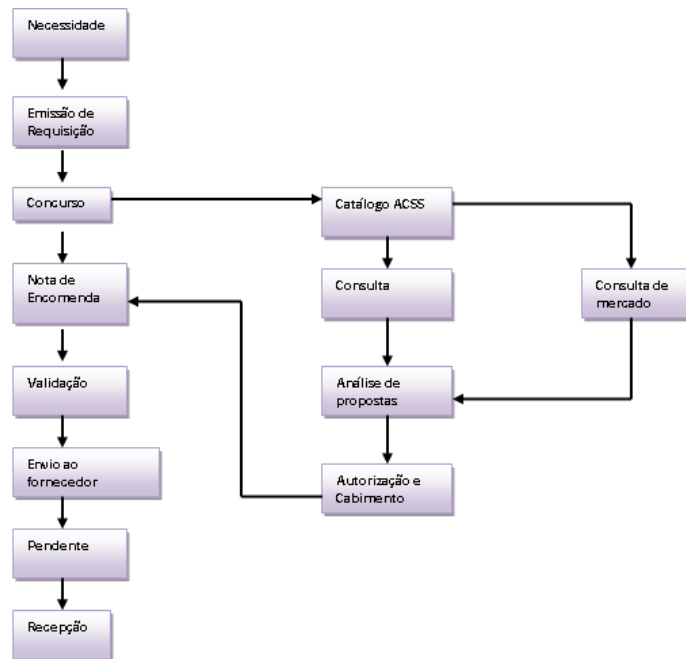 Necessidade
Emissão de
Requisição
Concurso
Catálogo ACSS
Nota de
Encomenda
Consulta
Consulta de
mercado
Validação
Análise de
propostas
Envio ao
fornecedor
Autorização e
Cabimento
Pendente
Recepção